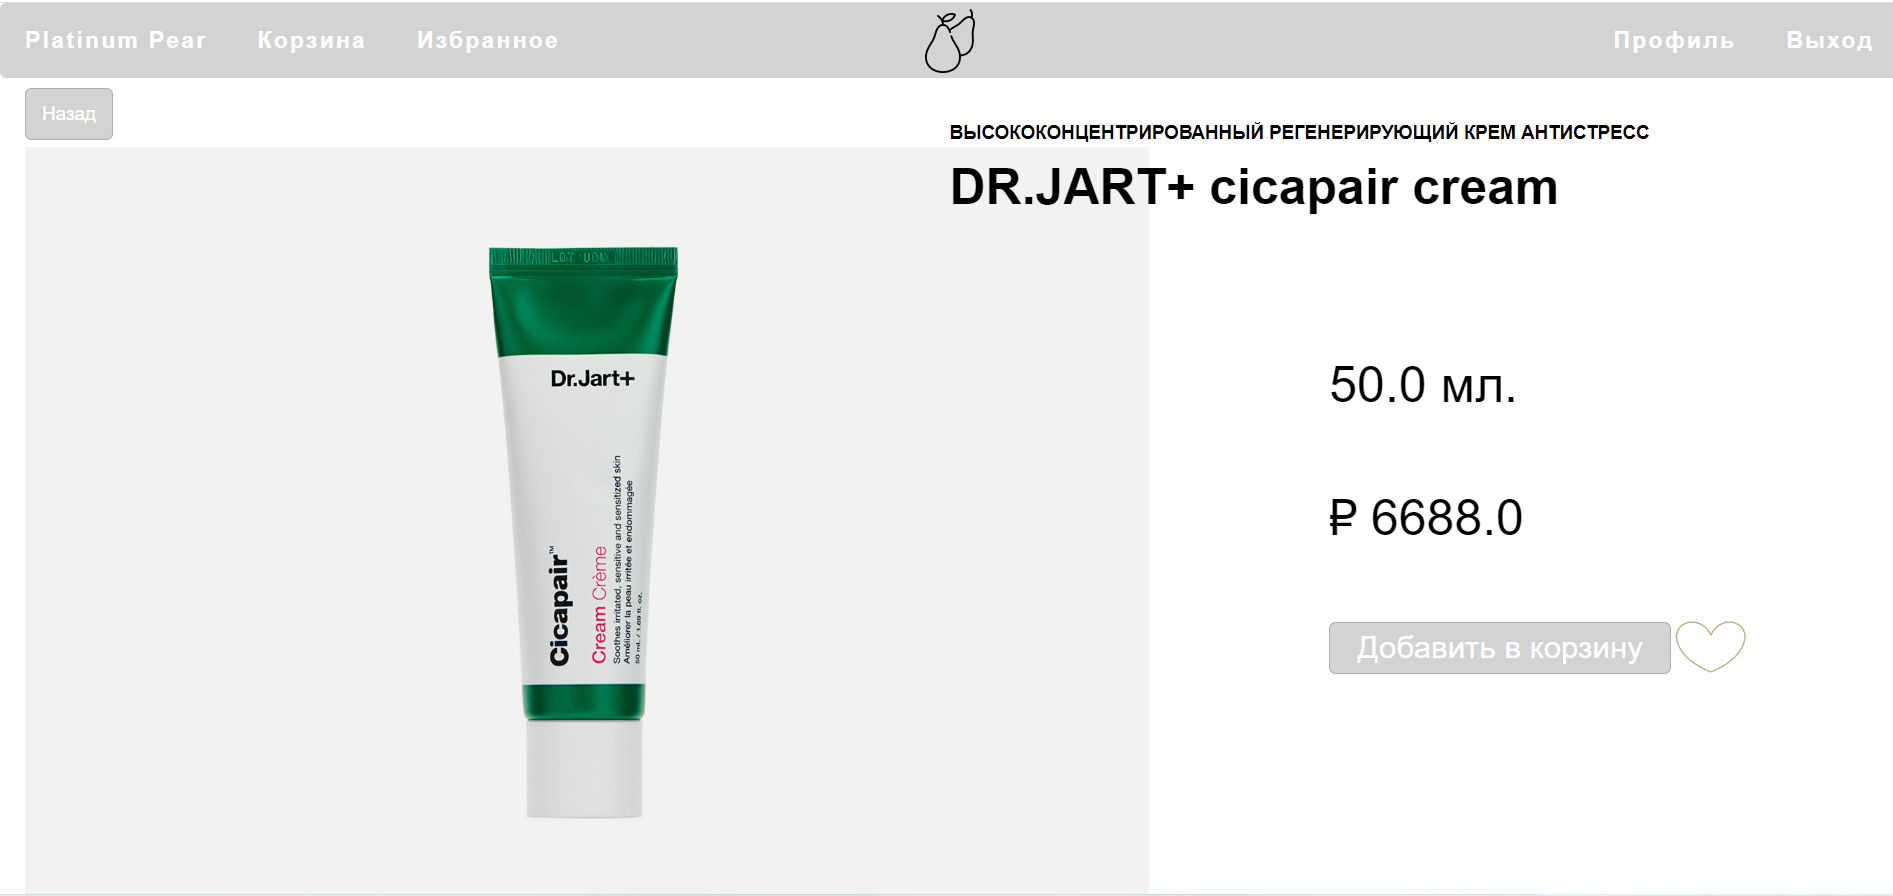 Platinum Pear Корзина Избранное Профиль Выход
Назад
ВЫСОКОКОНЦЕНТРИРОВАННЫЙ РЕГЕНЕРИРУЮЩИЙ КРЕМ АНТИСТРЕСС
DR.JART+ cicapair cream
LOT UDU
Dr.Jart+
Cicapair™
Cream Crème
Soothes irritated, sensitive and sensitized skin
Améliorer la peau irritée et endommagée
50 mL / 1.69 fl. oz.
50.0 мл.
₽ 6688.0
Добавить в корзину